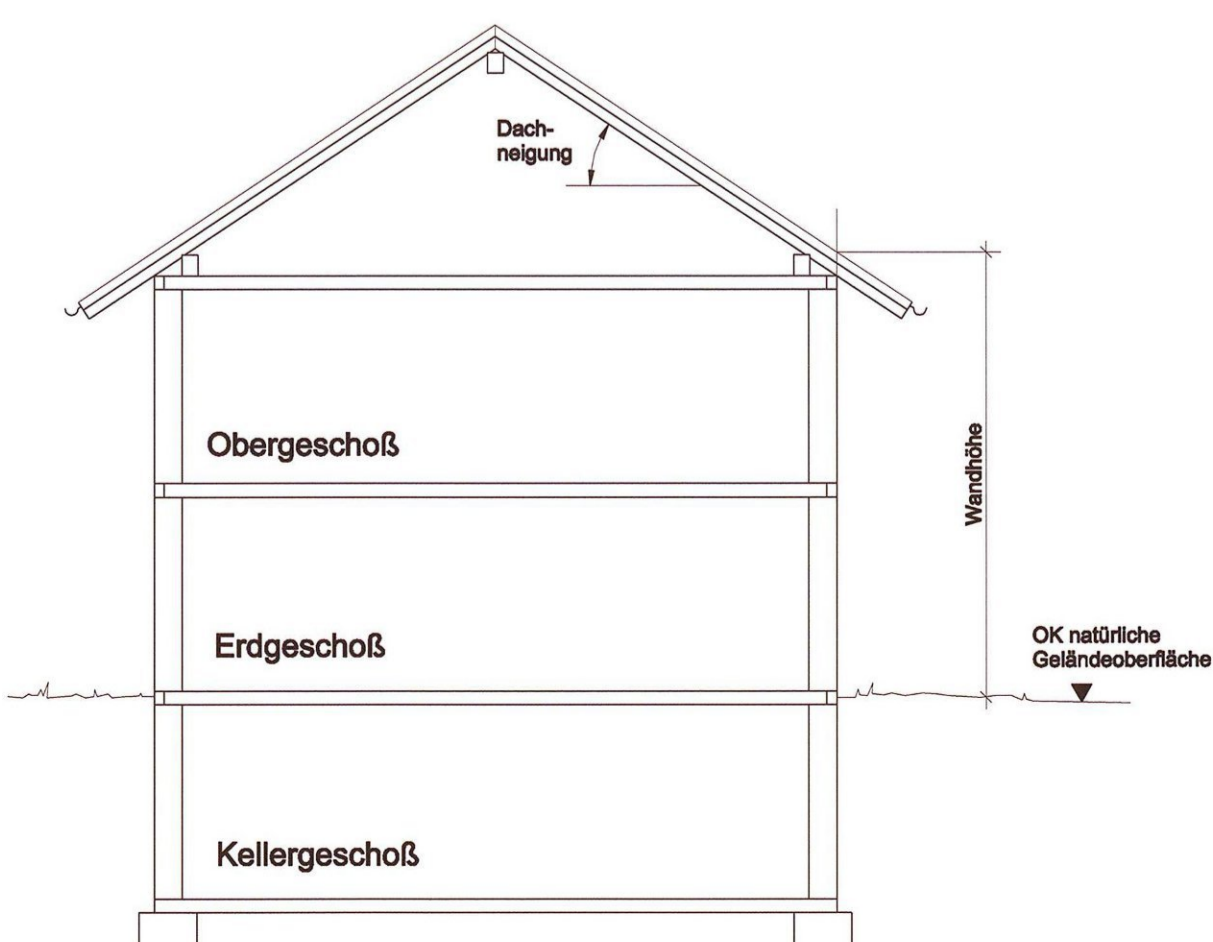 Dach-
neigung
Obergeschoß
Wandhöhe
Erdgeschoß
OK natürliche
Geländeoberfläche
Kellergeschoß